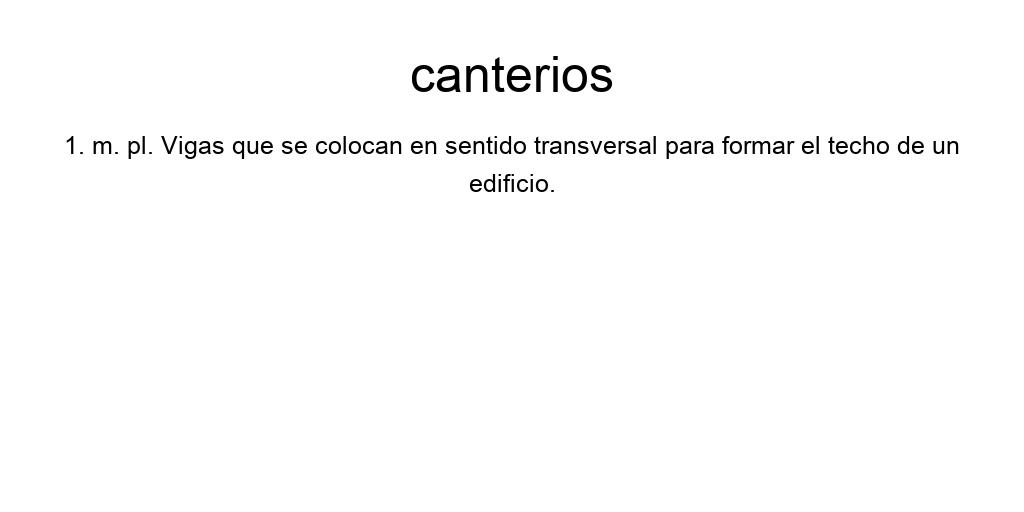 canterios
1. m. pl. Vigas que se colocan en sentido transversal para formar el techo de un
edificio.